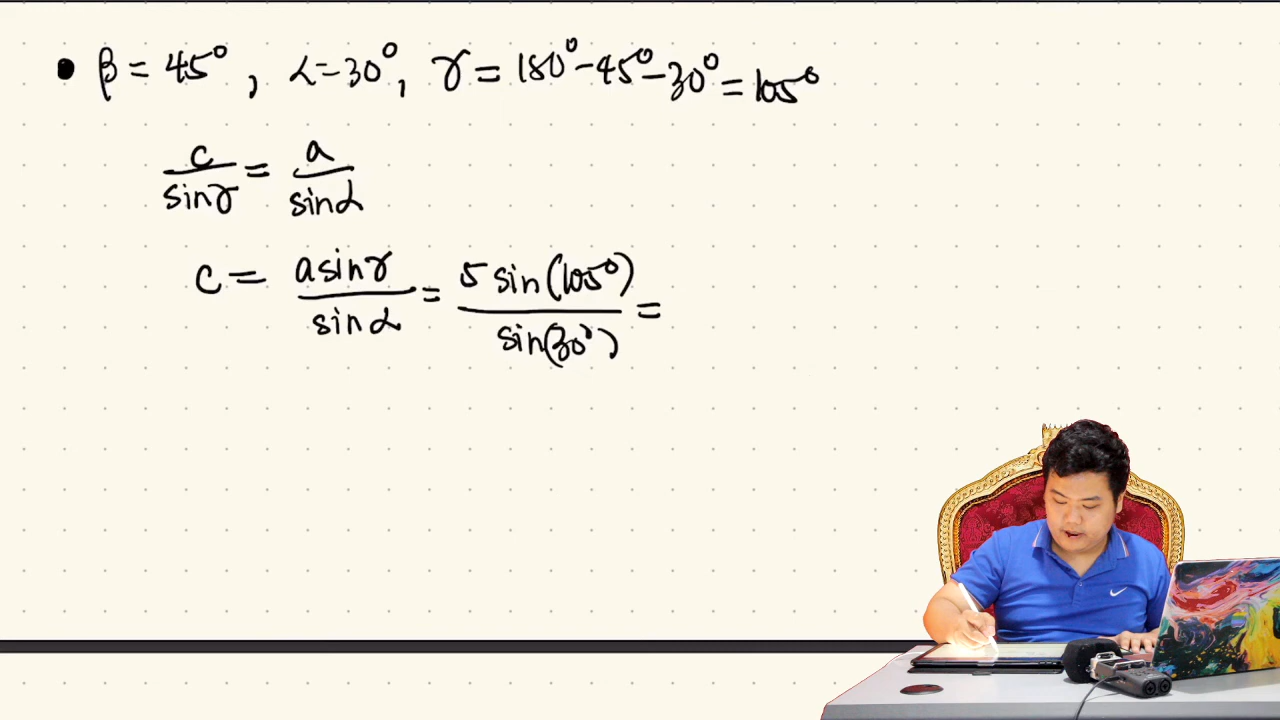 • β = 45°, α = 30°, γ = 180° - 45° - 30° = 105°
c/sinγ = a/sinα
c = a sinγ/sinα = 5 sin(105°)/sin(30°) =